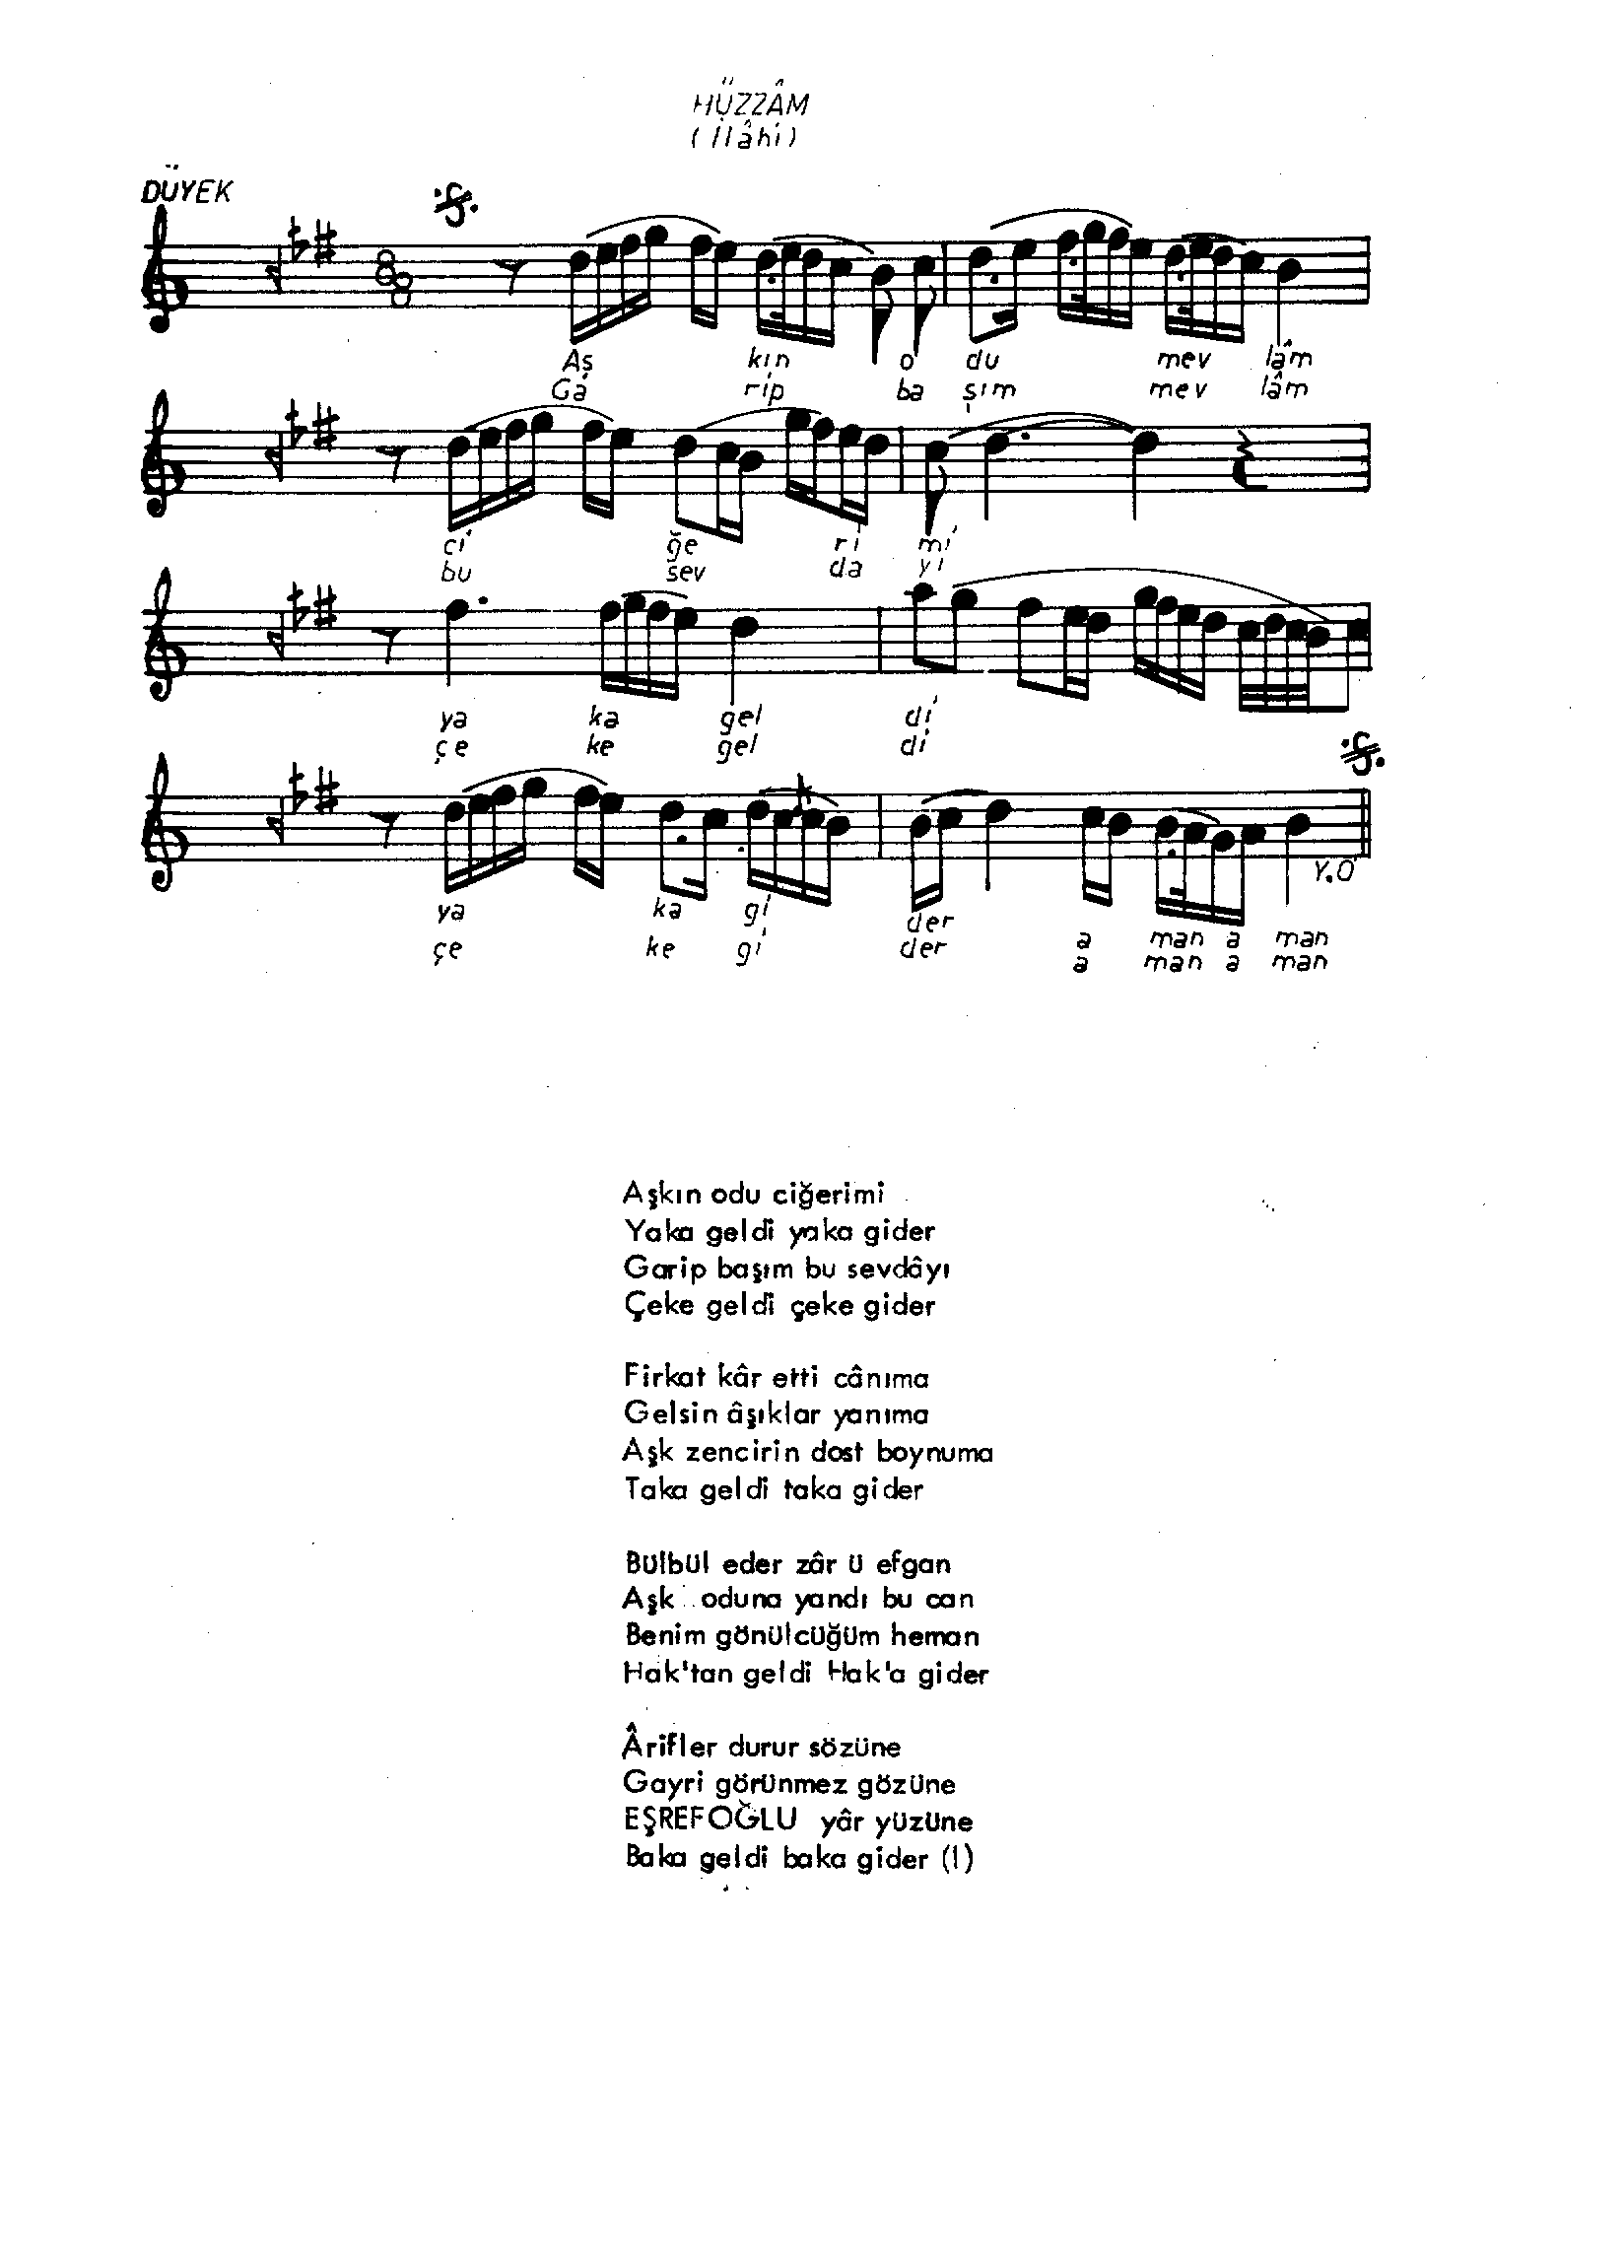 HÜZZÂM
(İlâhi)
DÜYEK
8
8
Aş kın o du mev lâm
Ga rip ba şım mev lâm
ci ğe ri mi
bu sev da yi
ya ka gel di
çe ke gel di
Y.Ö
ya ka gi der a man a man
çe ke gi der a man a man
Aşkın odu ciğerimi
Yaka geldi yaka gider
Garip başım bu sevdâyı
Çeke geldi çeke gider
Firkat kâr etti cânıma
Gelsin âşıklar yanıma
Aşk zencirin dost boynuma
Taka geldi taka gider
Bülbül eder zâr ü efgan
Aşk oduna yandı bu can
Benim gönülcüğüm heman
Hak'tan geldi Hak'a gider
Ârifler durur sözüne
Gayri görünmez gözüne
EŞREFOĞLU yâr yüzüne
Baka geldi baka gider (1)